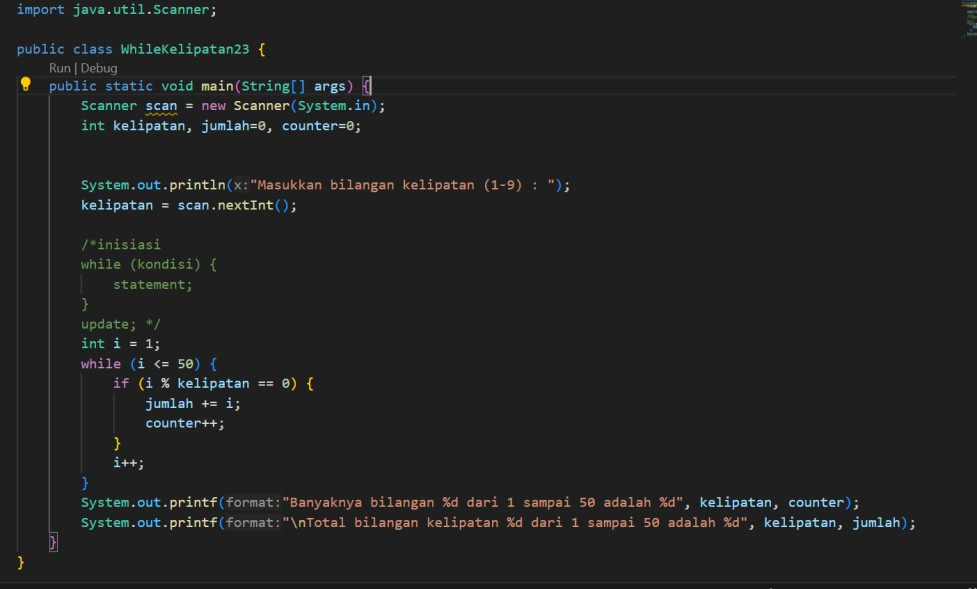 import java.util.Scanner;
public class WhileKelipatan23 {
Run | Debug
public static void main(String[] args) {
Scanner scan = new Scanner(System.in);
int kelipatan, jumlah=0, counter=0;
System.out.println(x:"Masukkan bilangan kelipatan (1-9) : ");
kelipatan = scan.nextInt();
/*inisiasi
while (kondisi) {
statement;
}
update; */
int i = 1;
while (i <= 50) {
if (i % kelipatan == 0) {
jumlah += i;
counter++;
}
i++;
}
System.out.printf(format:"Banyaknya bilangan %d dari 1 sampai 50 adalah %d", kelipatan, counter);
System.out.printf(format:"\nTotal bilangan kelipatan %d dari 1 sampai 50 adalah %d", kelipatan, jumlah);
}
}